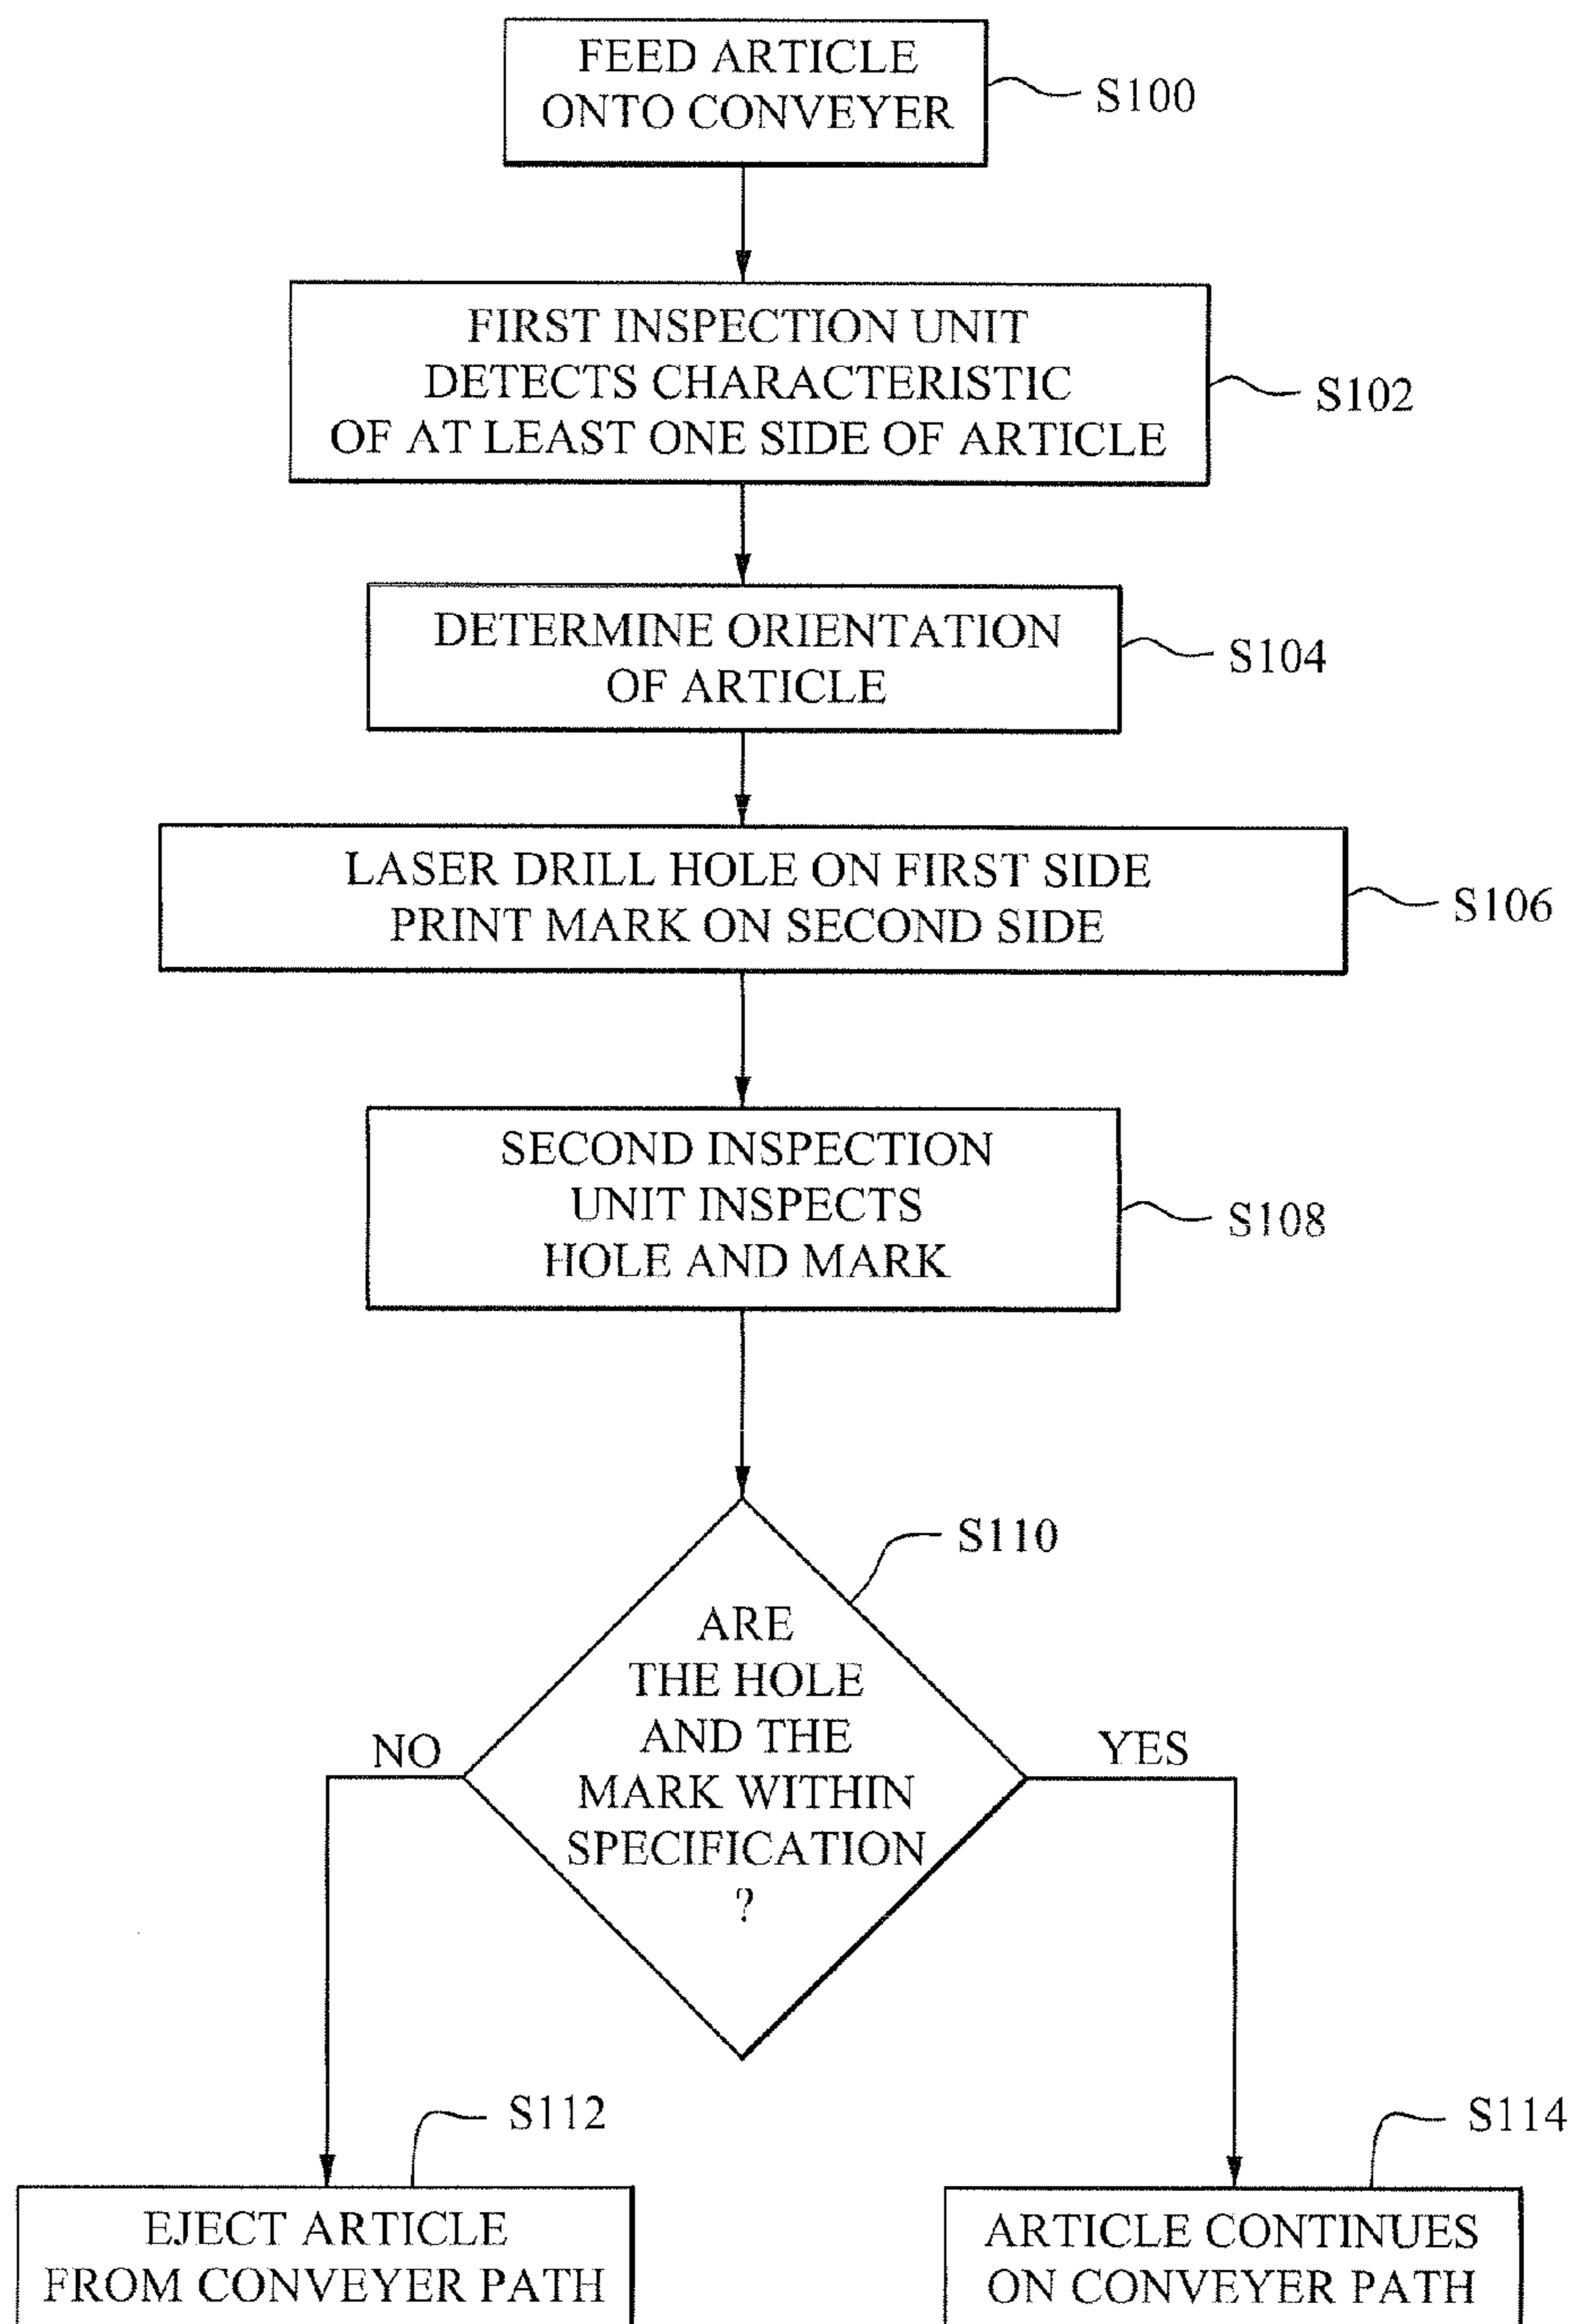 FEED ARTICLE
ONTO CONVEYER
S100
FIRST INSPECTION UNIT
DETECTS CHARACTERISTIC
OF AT LEAST ONE SIDE OF ARTICLE
S102
DETERMINE ORIENTATION
OF ARTICLE
S104
LASER DRILL HOLE ON FIRST SIDE
PRINT MARK ON SECOND SIDE
S106
SECOND INSPECTION
UNIT INSPECTS
HOLE AND MARK
S108
S110
ARE
THE HOLE
AND THE
MARK WITHIN
SPECIFICATION
?
NO
YES
S112
EJECT ARTICLE
FROM CONVEYER PATH
S114
ARTICLE CONTINUES
ON CONVEYER PATH